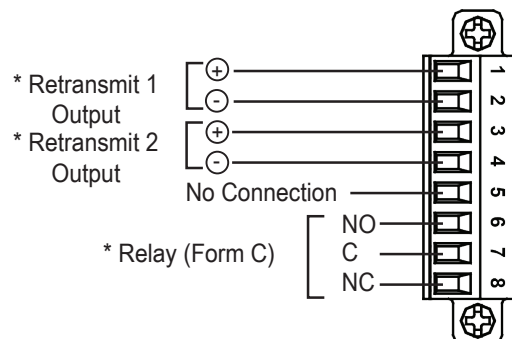 * Retransmit 1
Output
+
-
* Retransmit 2
Output
+
-
No Connection
* Relay (Form C)
NO
C
NC
1
2
3
4
5
6
7
8